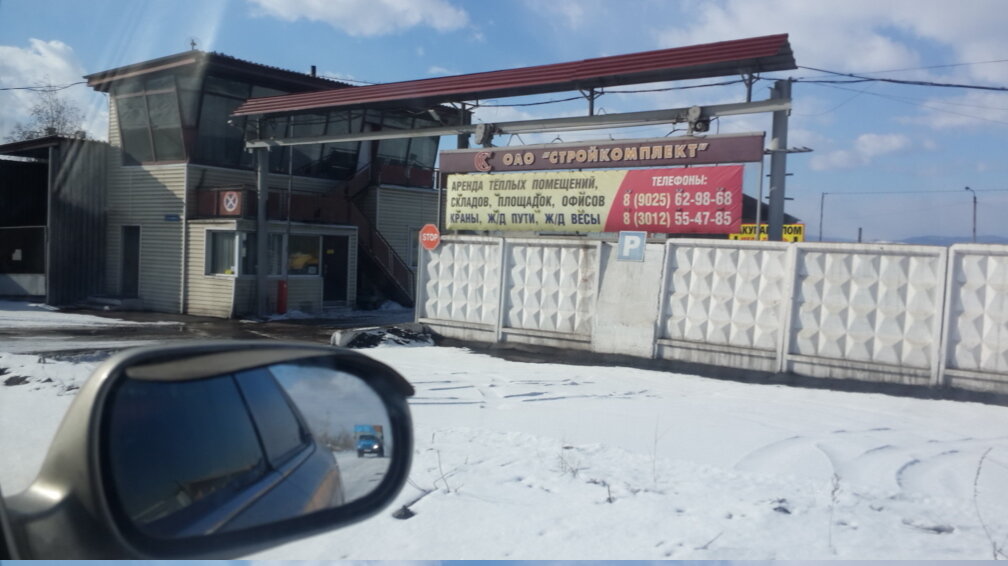 ОАО "СТРОЙКОМПЛЕКТ"
АРЕНДА ТЁПЛЫХ ПОМЕЩЕНИЙ,
СКЛАДОВ, ПЛОЩАДОК, ОФИСОВ
КРАНЫ, Ж/Д ПУТИ, Ж/Д ВЕСЫ
ТЕЛЕФОНЫ:
8 (9025) 62-98-68
8 (3012) 55-47-85
STOP
P